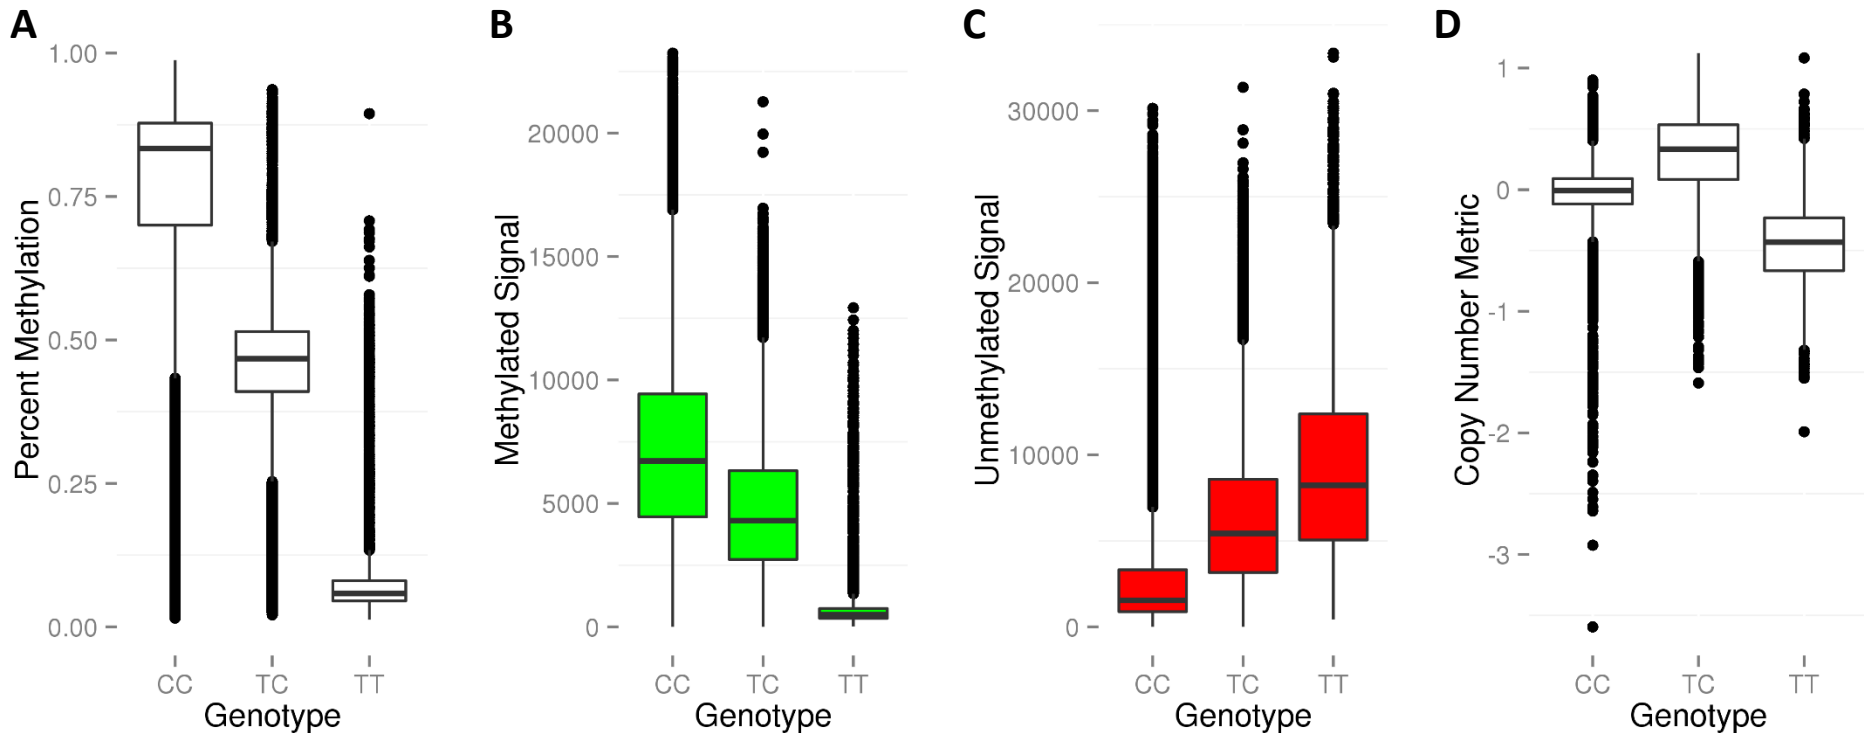 A
Percent Methylation
1.00
0.75
0.50
0.25
0.00
CC TC TT
Genotype
B
Methylated Signal
20000
15000
10000
5000
0
CC TC TT
Genotype
C
Unmethylated Signal
30000
20000
10000
0
CC TC TT
Genotype
D
Copy Number Metric
1
0
-1
-2
-3
CC TC TT
Genotype